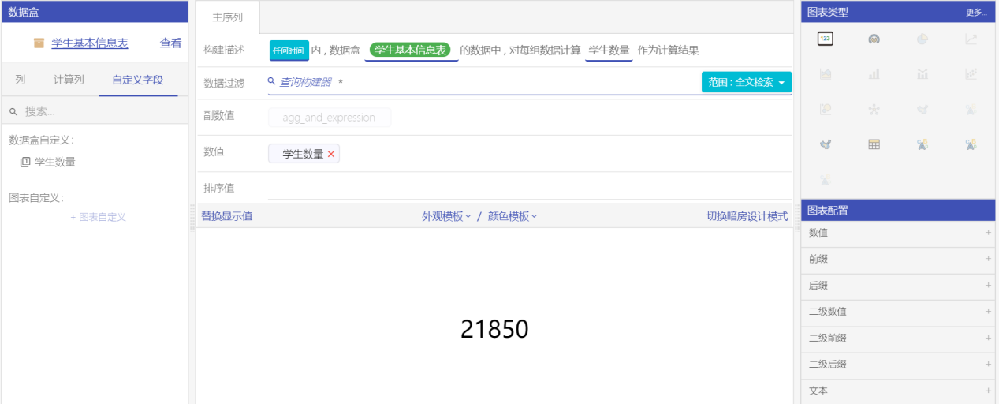 数据盒
学生基本信息表 查看
列 计算列 自定义字段
搜索...
数据盒自定义:
学生数量
图表自定义:
+ 图表自定义
主序列
构建描述 任何时间 内 , 数据盒 学生基本信息表 的数据中 , 对每组数据计算 学生数量 作为计算结果
数据过滤 查询构建器 * 范围 : 全文检索
副数值 agg_and_expression
数值 学生数量 ×
排序值
替换显示值 外观模板 / 颜色模板 切换暗房设计模式
21850
图表类型 更多...
123
图表配置
数值 +
前缀 +
后缀 +
二级数值 +
二级前缀 +
二级后缀 +
文本 +